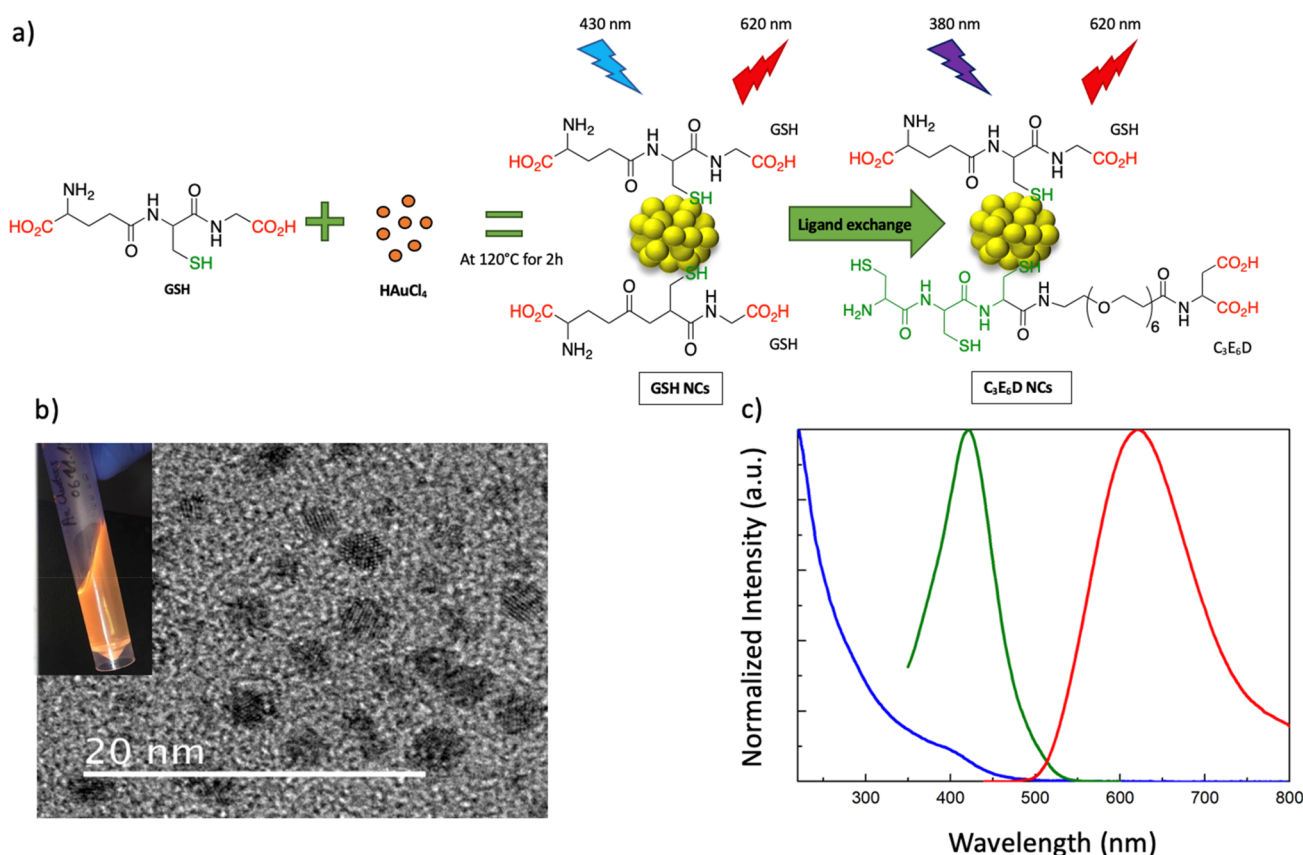 a)
430 nm
620 nm
380 nm
620 nm
NH₂
HO₂C
O
H
N
O
N
H
CO₂H
SH
GSH
HAuCl₄
At 120°C for 2h
NH₂
HO₂C
O
H
N
O
N
H
CO₂H
GSH
SH
SH
HO₂C
NH₂
O
O
H
N
CO₂H
GSH
GSH NCs
Ligand exchange
NH₂
HO₂C
O
H
N
O
N
H
CO₂H
GSH
SH
SH
HS
H₂N
O
H
N
SH
O
N
H
O
H
N
O
6
O
N
H
CO₂H
CO₂H
C₃E₆D
C₃E₆D NCs
b)
20 nm
c)
Normalized Intensity (a.u.)
300 400 500 600 700 800
Wavelength (nm)